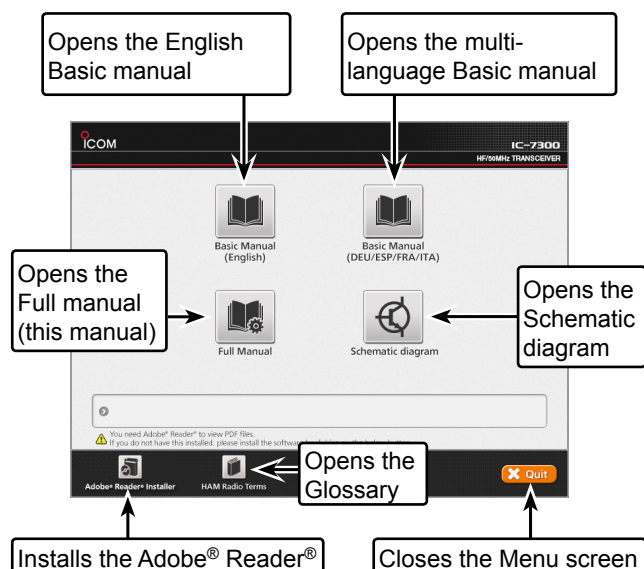 Opens the English
Basic manual
Opens the multi-
language Basic manual
ICOM
IC-7300
HF/50MHz TRANSCEIVER
Basic Manual
(English)
Basic Manual
(DEU/ESP/FRA/ITA)
Opens the
Full manual
(this manual)
Opens the
Schematic
diagram
Full Manual
Schematic diagram
You need Adobe® Reader® to view PDF files.
If you do not have this installed. please install the software
Opens the
Glossary
Quit
Adobe® Reader® Installer
HAM Radio Terms
Installs the Adobe® Reader®
Closes the Menu screen